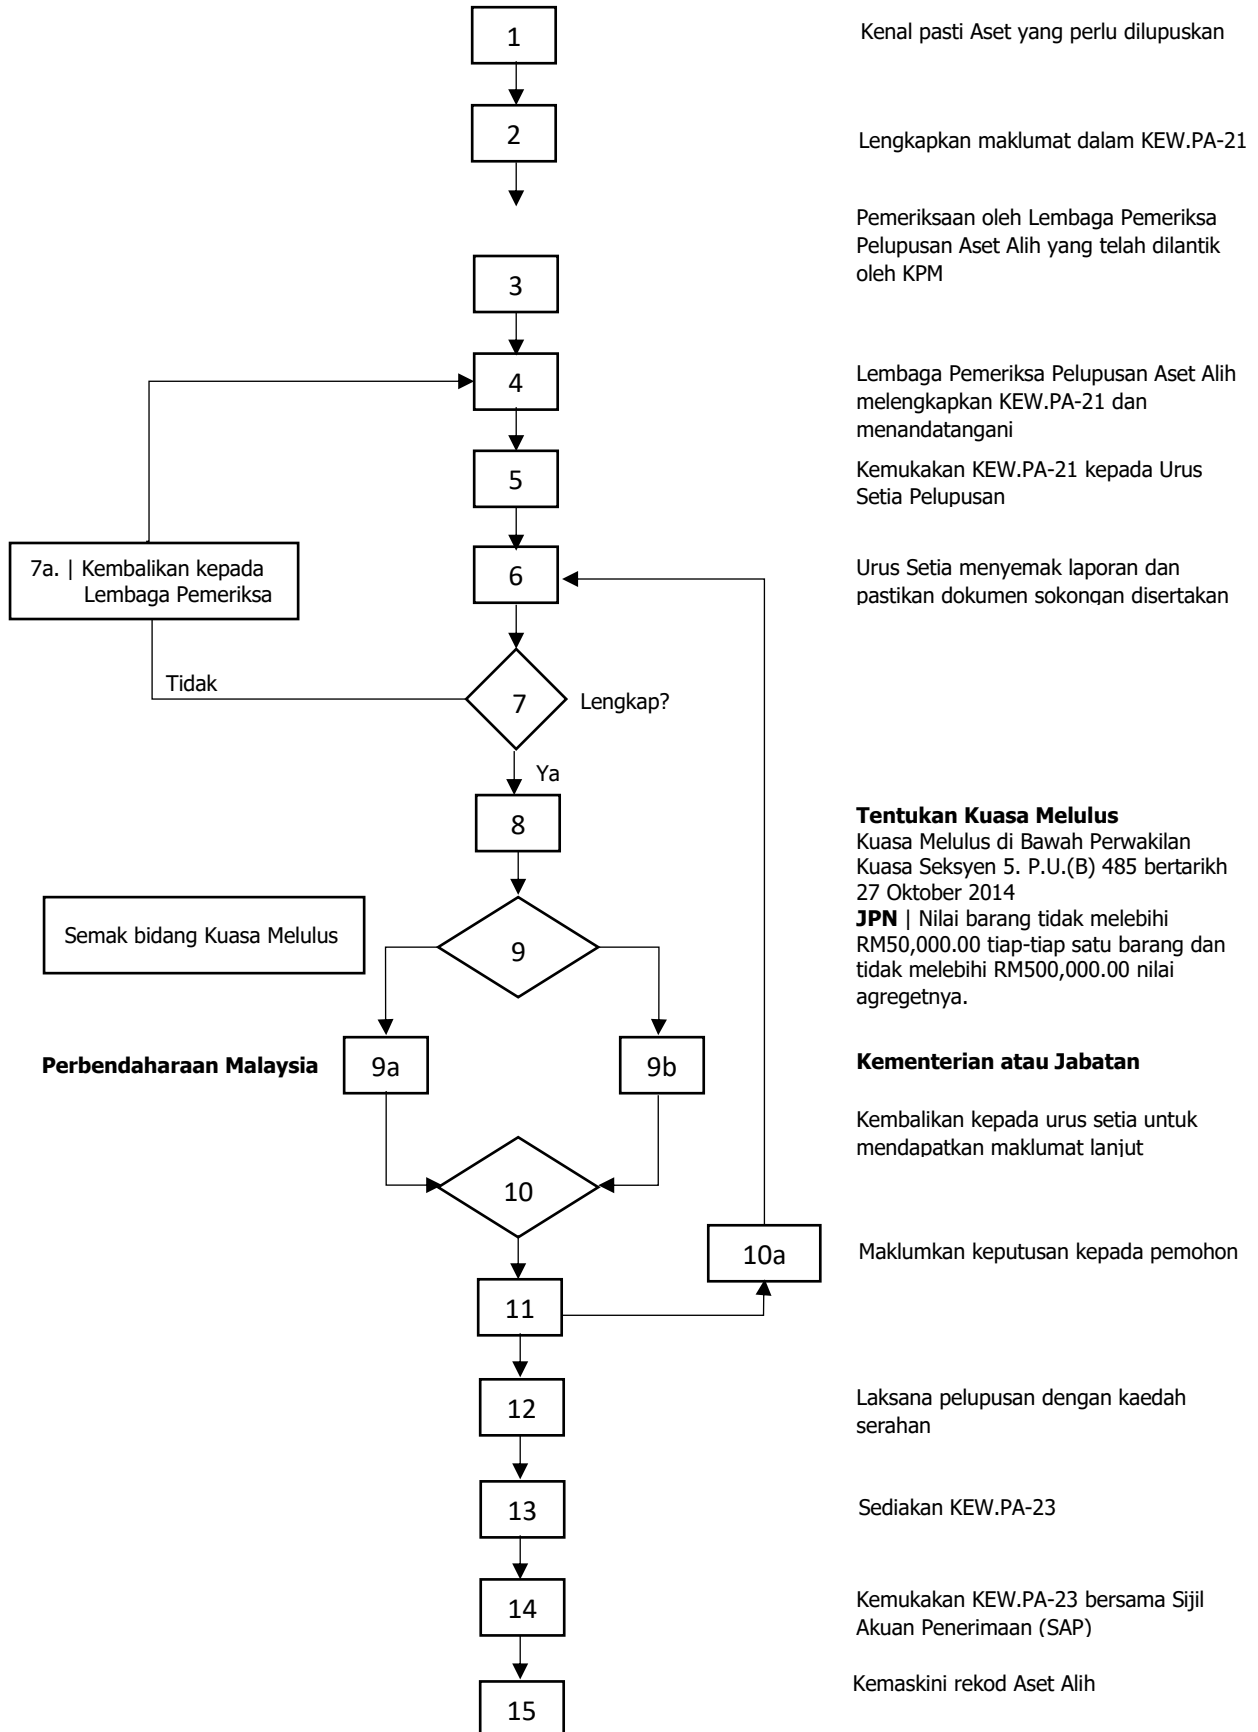 1
Kenal pasti Aset yang perlu dilupuskan
2
Lengkapkan maklumat dalam KEW.PA-21
Pemeriksaan oleh Lembaga Pemeriksa
Pelupusan Aset Alih yang telah dilantik
oleh KPM
3
4
Lembaga Pemeriksa Pelupusan Aset Alih
melengkapkan KEW.PA-21 dan
menandatangani
5
Kemukakan KEW.PA-21 kepada Urus
Setia Pelupusan
7a. | Kembalikan kepada
Lembaga Pemeriksa
6
Urus Setia menyemak laporan dan
pastikan dokumen sokongan disertakan
Tidak
7
Lengkap?
Ya
8
Tentukan Kuasa Melulus
Kuasa Melulus di Bawah Perwakilan
Kuasa Seksyen 5. P.U.(B) 485 bertarikh
27 Oktober 2014
JPN | Nilai barang tidak melebihi
RM50,000.00 tiap-tiap satu barang dan
tidak melebihi RM500,000.00 nilai
agregetnya.
Semak bidang Kuasa Melulus
9
Perbendaharaan Malaysia
9a
9b
Kementerian atau Jabatan
Kembalikan kepada urus setia untuk
mendapatkan maklumat lanjut
10
10a
Maklumkan keputusan kepada pemohon
11
12
Laksana pelupusan dengan kaedah
serahan
13
Sediakan KEW.PA-23
14
Kemukakan KEW.PA-23 bersama Sijil
Akuan Penerimaan (SAP)
15
Kemaskini rekod Aset Alih